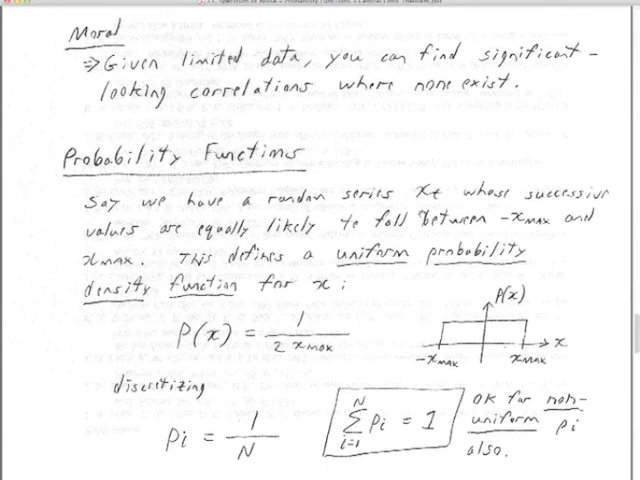 Moral
⇒ Given limited data, you can find significant-
looking correlations where none exist.
Probability Functions
Say we have a random series xt whose successive
values are equally likely to fall between -xMAX and
xMAX. This defines a uniform probability
density function for x:
P(x) = 1 / 2 xmax
P(x)
-xMAX xMAX x
discretizing
Pi = 1 / N
N
∑ Pi = 1
i=1
OK for non-
uniform Pi
also.